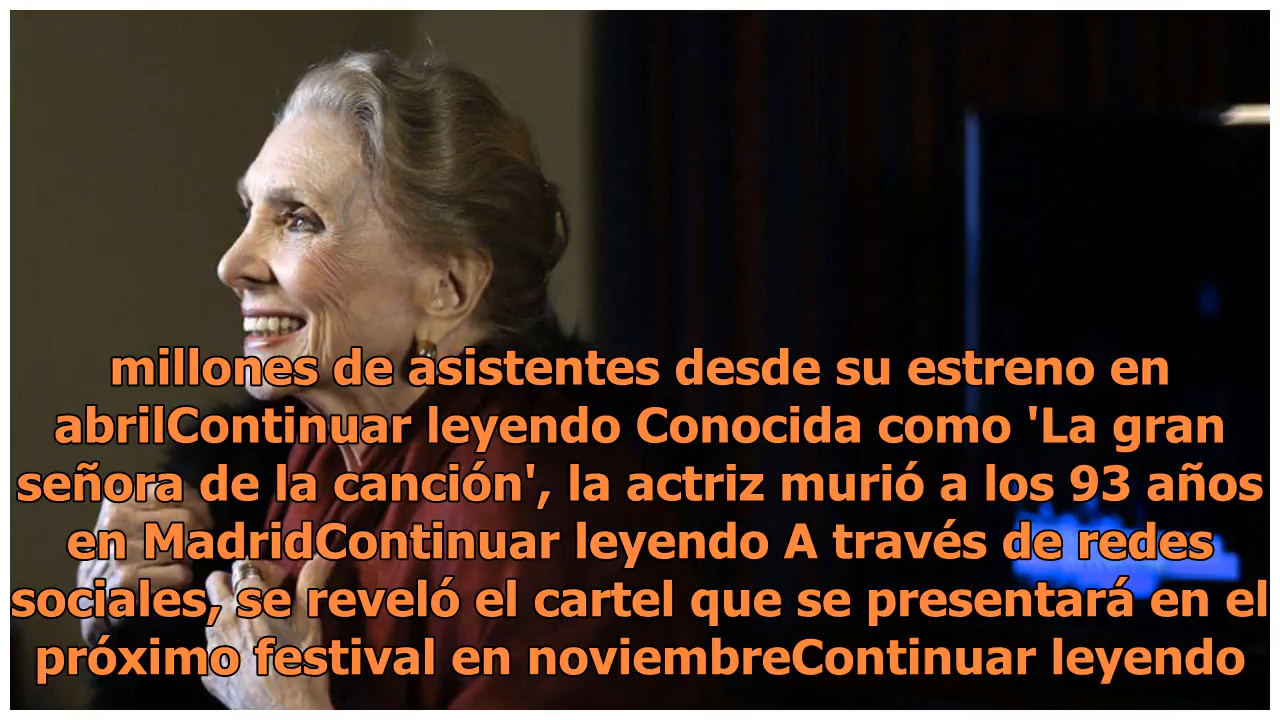 millones de asistentes desde su estreno en
abrilContinuar leyendo Conocida como 'La gran
señora de la canción', la actriz murió a los 93 años
en MadridContinuar leyendo A través de redes
sociales, se reveló el cartel que se presentará en el
próximo festival en noviembreContinuar leyendo